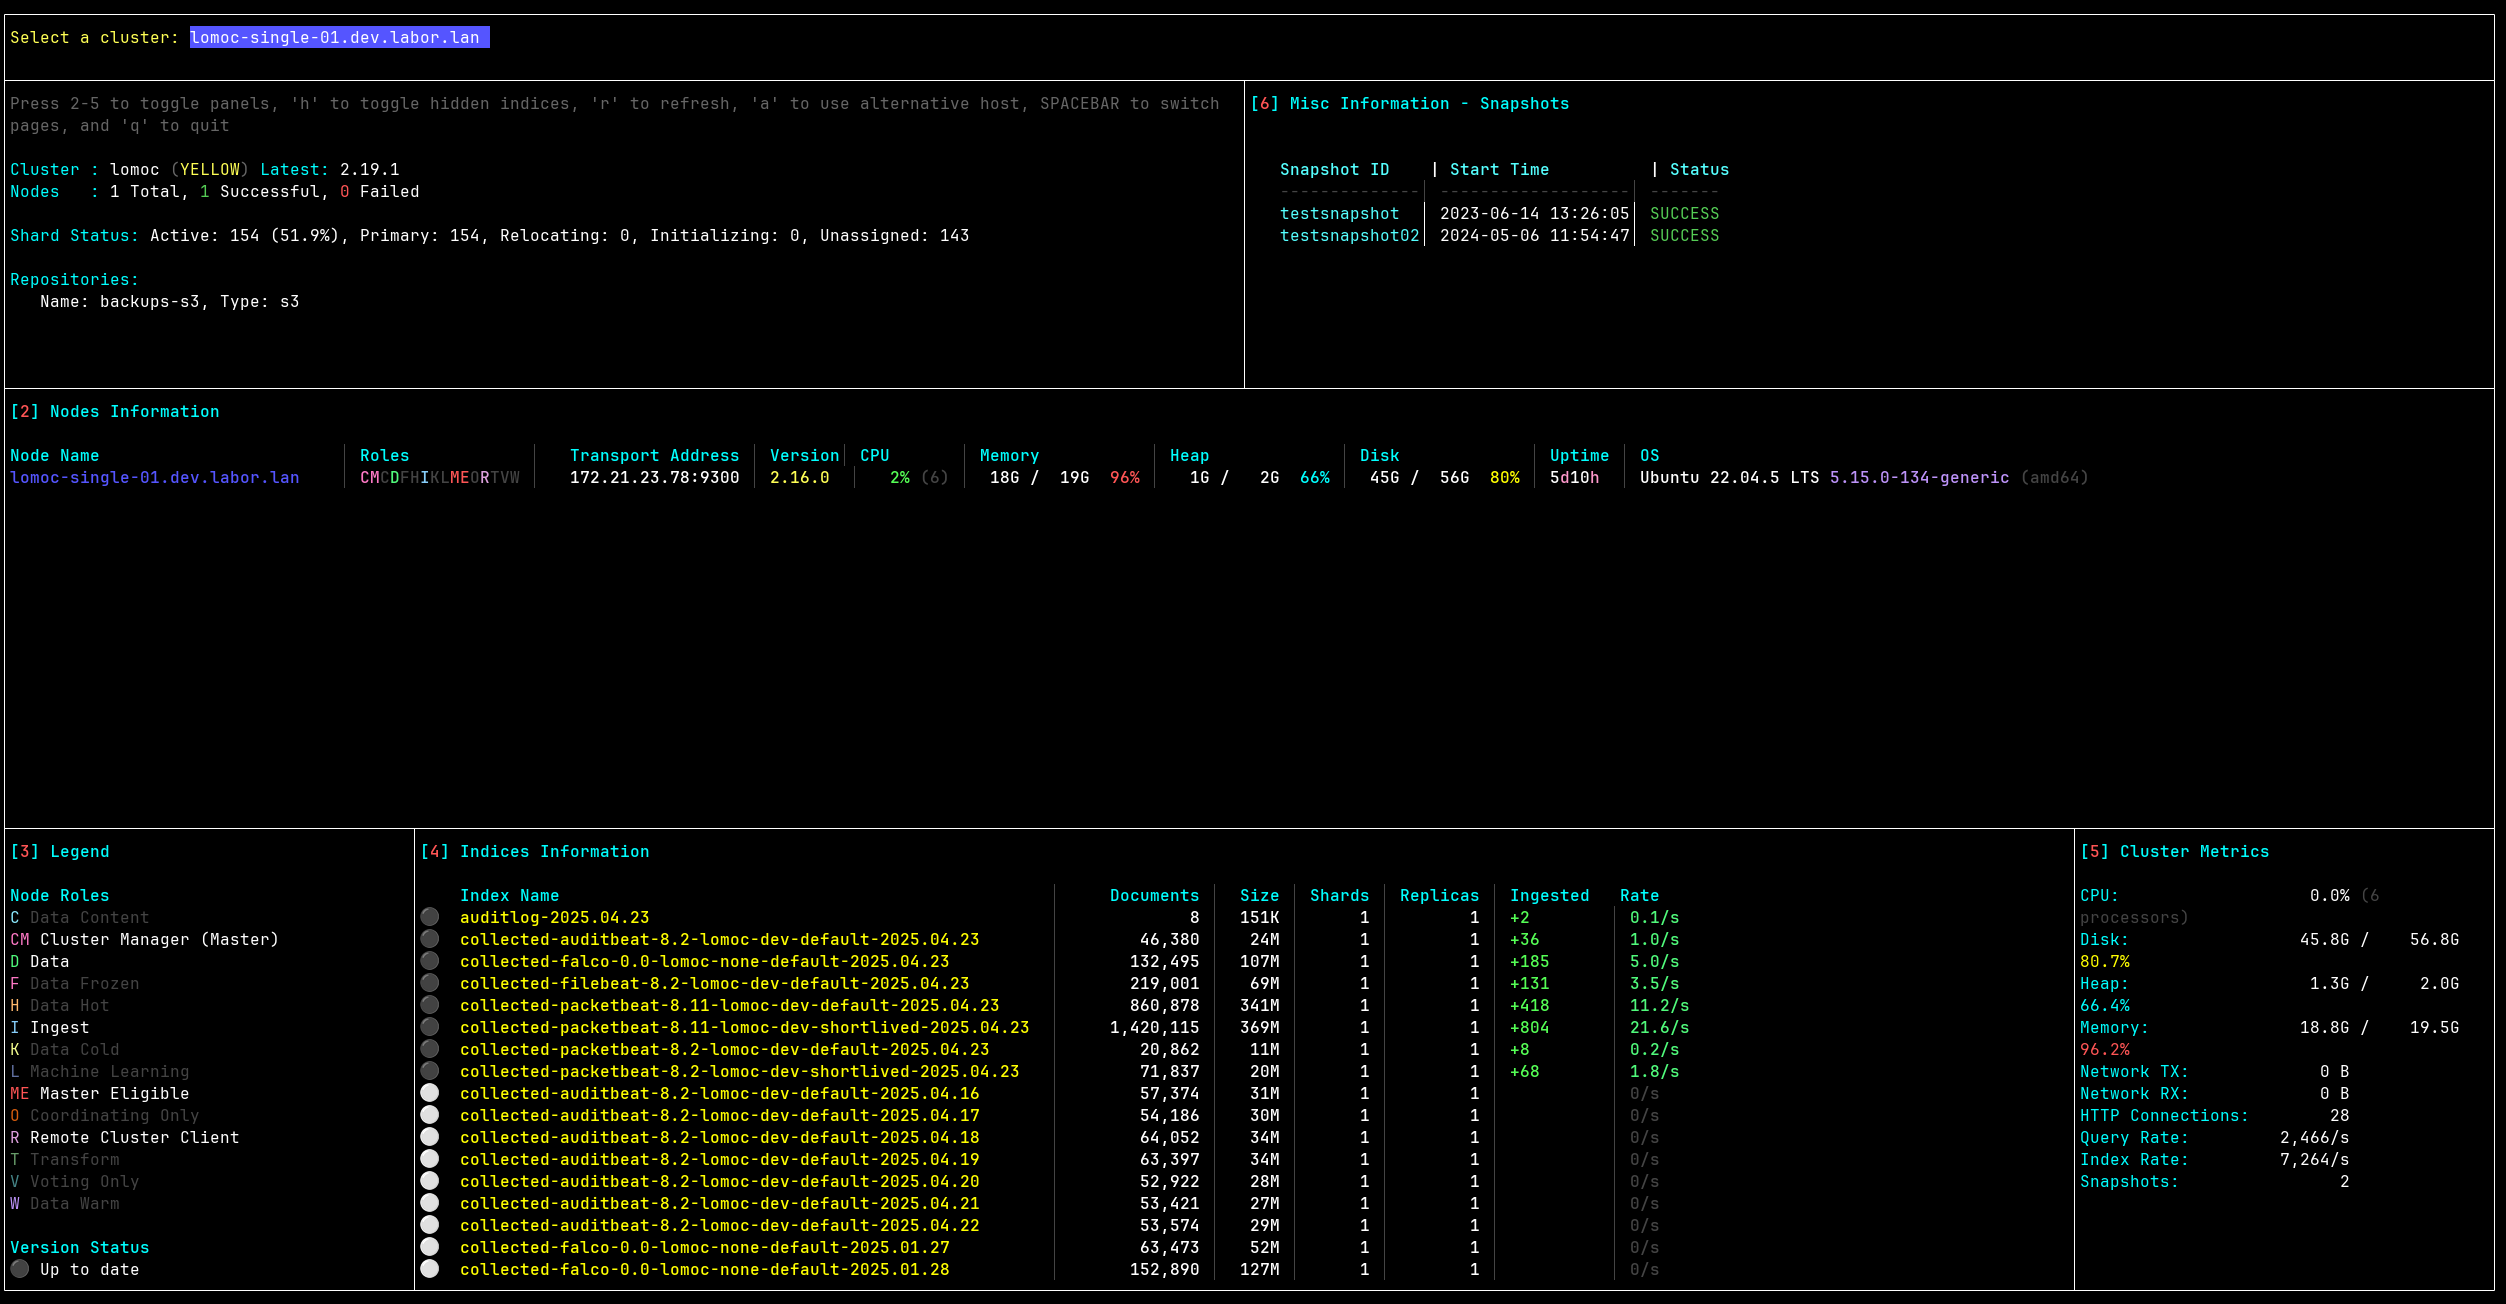 Select a cluster: lomoc-single-01.dev.labor.lan
Press 2-5 to toggle panels, 'h' to toggle hidden indices, 'r' to refresh, 'a' to use alternative host, SPACEBAR to switch
pages, and 'q' to quit
Cluster : lomoc (YELLOW) Latest: 2.19.1
Nodes : 1 Total, 1 Successful, 0 Failed
Shard Status: Active: 154 (51.9%), Primary: 154, Relocating: 0, Initializing: 0, Unassigned: 143
Repositories:
Name: backups-s3, Type: s3
[6] Misc Information - Snapshots
Snapshot ID | Start Time | Status
--------------│ -------------------│ -------
testsnapshot │ 2023-06-14 13:26:05│ SUCCESS
testsnapshot02│ 2024-05-06 11:54:47│ SUCCESS
[2] Nodes Information
Node Name │ Roles │ Transport Address │ Version│ CPU │ Memory │ Heap │ Disk │ Uptime │ OS
lomoc-single-01.dev.labor.lan │ CMCDFHIKLMEORTVW │ 172.21.23.78:9300 │ 2.16.0 │ 2% (6) │ 18G / 19G 96% │ 1G / 2G 66% │ 45G / 56G 80% │ 5d10h │ Ubuntu 22.04.5 LTS 5.15.0-134-generic (amd64)
[3] Legend
Node Roles
C Data Content
CM Cluster Manager (Master)
D Data
F Data Frozen
H Data Hot
I Ingest
K Data Cold
L Machine Learning
ME Master Eligible
O Coordinating Only
R Remote Cluster Client
T Transform
V Voting Only
W Data Warm
Version Status
⚫ Up to date
[4] Indices Information
Index Name │ Documents │ Size │ Shards │ Replicas │ Ingested Rate
⚫ auditlog-2025.04.23 │ 8 │ 151K │ 1 │ 1 │ +2 │ 0.1/s
⚫ collected-auditbeat-8.2-lomoc-dev-default-2025.04.23 │ 46,380 │ 24M │ 1 │ 1 │ +36 │ 1.0/s
⚫ collected-falco-0.0-lomoc-none-default-2025.04.23 │ 132,495 │ 107M │ 1 │ 1 │ +185 │ 5.0/s
⚫ collected-filebeat-8.2-lomoc-dev-default-2025.04.23 │ 219,001 │ 69M │ 1 │ 1 │ +131 │ 3.5/s
⚫ collected-packetbeat-8.11-lomoc-dev-default-2025.04.23 │ 860,878 │ 341M │ 1 │ 1 │ +418 │ 11.2/s
⚫ collected-packetbeat-8.11-lomoc-dev-shortlived-2025.04.23 │ 1,420,115 │ 369M │ 1 │ 1 │ +804 │ 21.6/s
⚫ collected-packetbeat-8.2-lomoc-dev-default-2025.04.23 │ 20,862 │ 11M │ 1 │ 1 │ +8 │ 0.2/s
⚫ collected-packetbeat-8.2-lomoc-dev-shortlived-2025.04.23 │ 71,837 │ 20M │ 1 │ 1 │ +68 │ 1.8/s
⚪ collected-auditbeat-8.2-lomoc-dev-default-2025.04.16 │ 57,374 │ 31M │ 1 │ 1 │ │ 0/s
⚪ collected-auditbeat-8.2-lomoc-dev-default-2025.04.17 │ 54,186 │ 30M │ 1 │ 1 │ │ 0/s
⚪ collected-auditbeat-8.2-lomoc-dev-default-2025.04.18 │ 64,052 │ 34M │ 1 │ 1 │ │ 0/s
⚪ collected-auditbeat-8.2-lomoc-dev-default-2025.04.19 │ 63,397 │ 34M │ 1 │ 1 │ │ 0/s
⚪ collected-auditbeat-8.2-lomoc-dev-default-2025.04.20 │ 52,922 │ 28M │ 1 │ 1 │ │ 0/s
⚪ collected-auditbeat-8.2-lomoc-dev-default-2025.04.21 │ 53,421 │ 27M │ 1 │ 1 │ │ 0/s
⚪ collected-auditbeat-8.2-lomoc-dev-default-2025.04.22 │ 53,574 │ 29M │ 1 │ 1 │ │ 0/s
⚪ collected-falco-0.0-lomoc-none-default-2025.01.27 │ 63,473 │ 52M │ 1 │ 1 │ │ 0/s
⚪ collected-falco-0.0-lomoc-none-default-2025.01.28 │ 152,890 │ 127M │ 1 │ 1 │ │ 0/s
[5] Cluster Metrics
CPU: 0.0% (6
processors)
Disk: 45.8G / 56.8G
80.7%
Heap: 1.3G / 2.0G
66.4%
Memory: 18.8G / 19.5G
96.2%
Network TX: 0 B
Network RX: 0 B
HTTP Connections: 28
Query Rate: 2,466/s
Index Rate: 7,264/s
Snapshots: 2